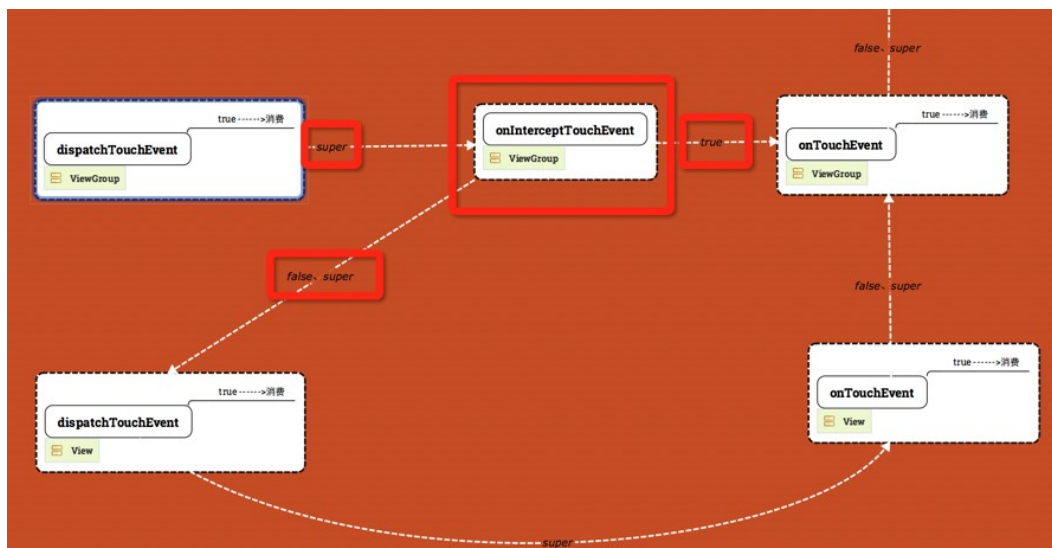 false、super
true ------>消费
dispatchTouchEvent
ViewGroup
super
onInterceptTouchEvent
ViewGroup
true
true ------>消费
onTouchEvent
ViewGroup
false、super
false、super
true ------>消费
dispatchTouchEvent
View
true ------>消费
onTouchEvent
View
super